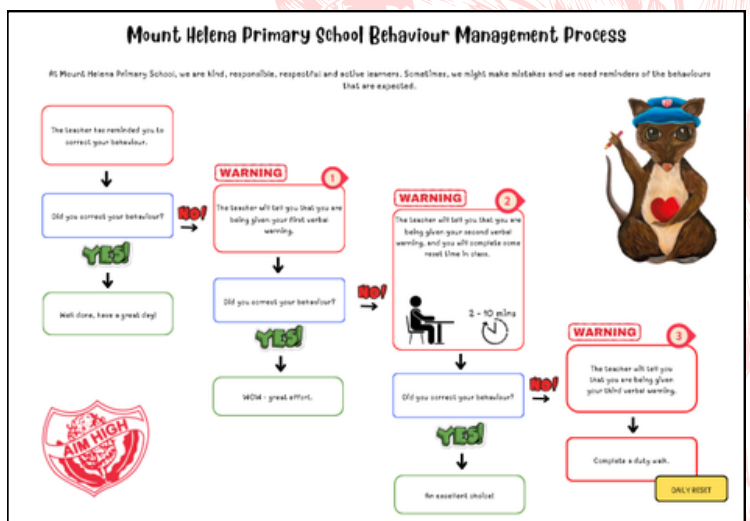 Mount Helena Primary School Behaviour Management Process
At Mount Helena Primary School, we are kind, responsible, respectful and active learners. Sometimes, we might make mistakes and we need reminders of the behaviours
that are expected.
The teacher has reminded you to
correct your behaviour.
Did you correct your behaviour?
NO!
YES!
Well done, have a great day!
WARNING
1
The teacher will tell you that you are
being given your first verbal
warning.
Did you correct your behaviour?
NO!
YES!
WOW - great effort.
WARNING
2
The teacher will tell you that you are
being given your second verbal
warning, and you will complete some
reset time in class.
2 - 10 mins
Did you correct your behaviour?
NO!
YES!
An excellent choice!
WARNING
3
The teacher will tell you
that you are being given
your third verbal warning.
Complete a duty walk.
DAILY RESET
AIM HIGH